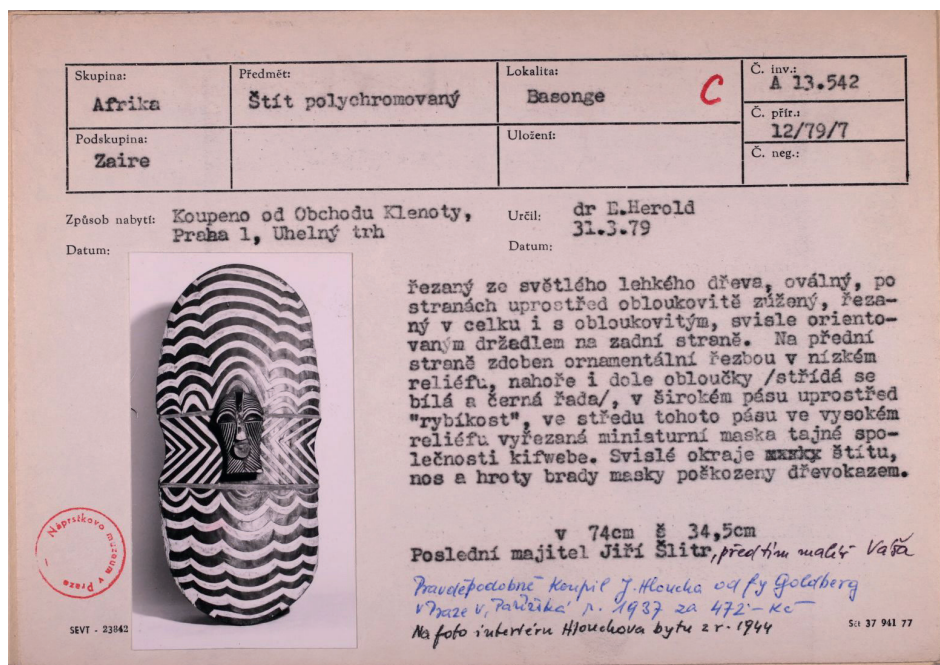 Skupina:
Afrika
Předmět:
Štít polychromovaný
Lokalita:
Basonge
C
Č. inv.:
A 13.542
Č. přír.:
12/79/7
Č. neg.:
Podskupina:
Zaire
Uložení:
Způsob nabytí: Koupeno od Obchodu Klenoty,
Praha 1, Uhelný trh
Datum:
Určil: dr E.Herold
31.3.79
Datum:
řezaný ze světlého lehkého dřeva, oválný, po
stranách uprostřed obloukovitě zúžený, řeza-
ný v celku i s obloukovitým, svisle oriento-
vaným držadlem na zadní straně. Na přední
straně zdoben ornamentální řezbou v nízkém
reliéfu, nahoře i dole obloučky /střídá se
bílá a černá řada/, v širokém pásu uprostřed
"rybíkost", ve středu tohoto pásu ve vysokém
reliéfu vyřezaná miniaturní maska tajné spo-
lečnosti kifwebe. Svislé okraje štítu,
nos a hroty brady masky poškozeny dřevokazem.
v 74cm š 34,5cm
Poslední majitel Jiří Šlitr, předtím malíř Vaša
Pravděpodobně koupil J. Hloucha od fy Goldberg
v Praze v, Pařížské r. 1937 za 472 - Kč
Na foto interiéru Hlouchova bytu z r. 1944
Náprstkovo muzeum v Praze
SEVT - 23842
Sct 37 941 77